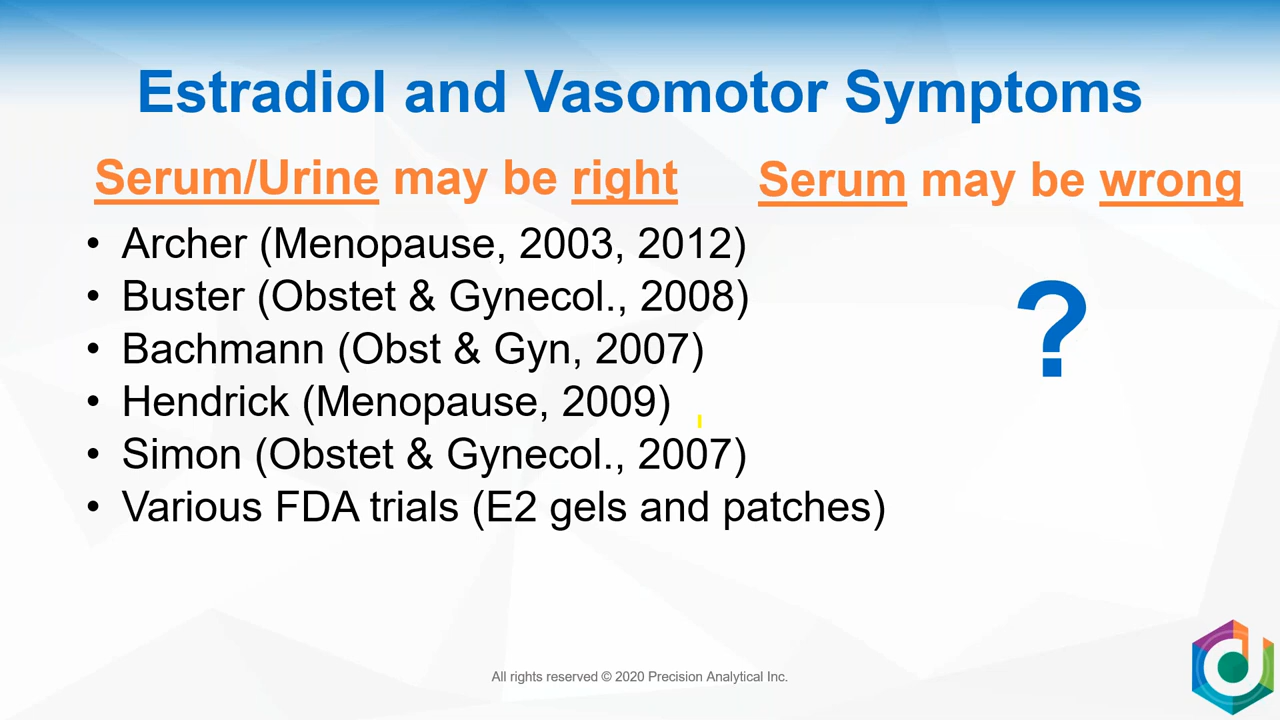 Estradiol and Vasomotor Symptoms
Serum/Urine may be right
Serum may be wrong
• Archer (Menopause, 2003, 2012)
• Buster (Obstet & Gynecol., 2008)
• Bachmann (Obst & Gyn, 2007)
• Hendrick (Menopause, 2009)
• Simon (Obstet & Gynecol., 2007)
• Various FDA trials (E2 gels and patches)
?
All rights reserved © 2020 Precision Analytical Inc.